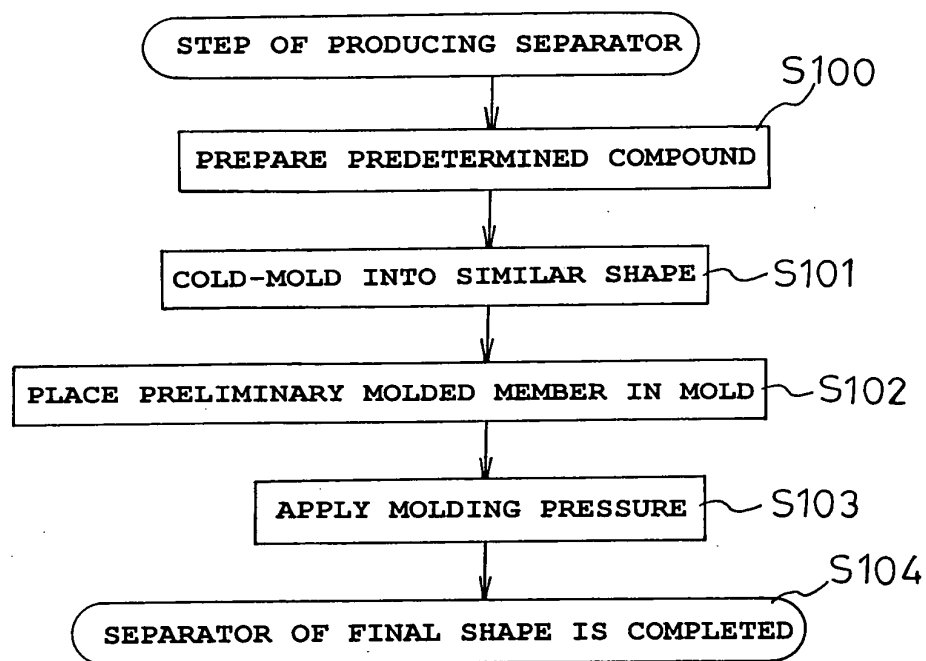 STEP OF PRODUCING SEPARATOR
S100
PREPARE PREDETERMINED COMPOUND
COLD-MOLD INTO SIMILAR SHAPE
S101
PLACE PRELIMINARY MOLDED MEMBER IN MOLD
S102
APPLY MOLDING PRESSURE
S103
S104
SEPARATOR OF FINAL SHAPE IS COMPLETED